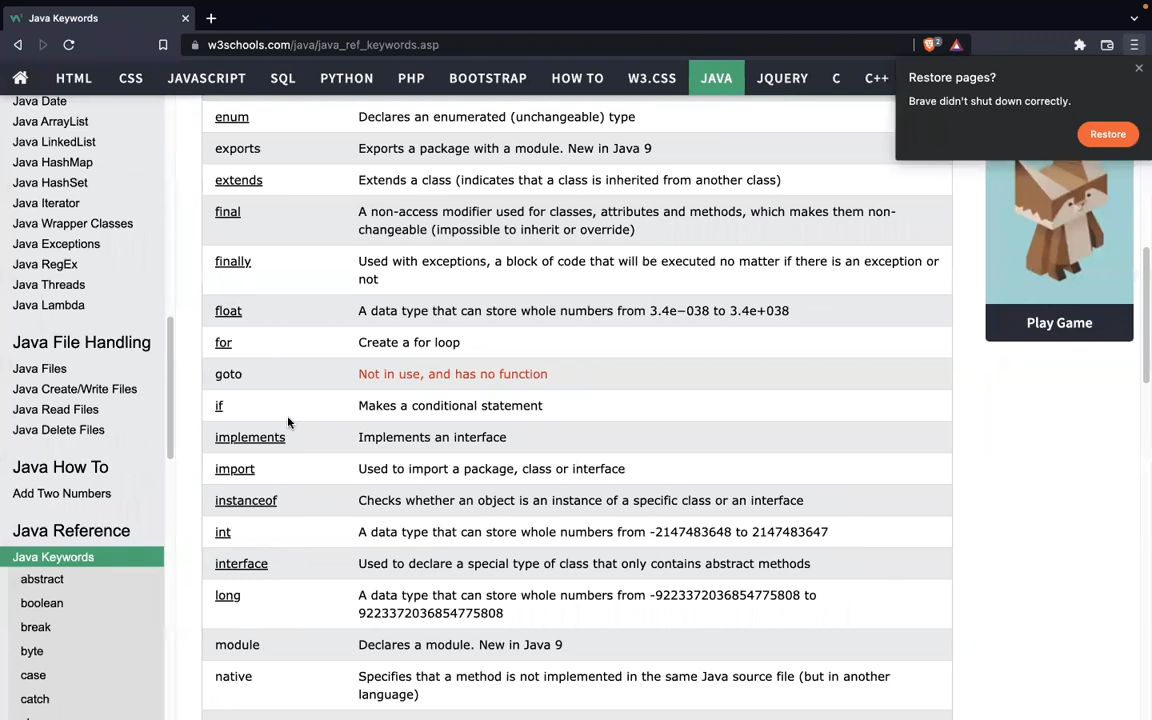 Java Keywords
w3schools.com/java/java_ref_keywords.asp
2
HTML CSS JAVASCRIPT SQL PYTHON PHP BOOTSTRAP HOW TO W3.CSS JAVA JQUERY C C++
Restore pages?
Brave didn't shut down correctly.
Restore
Java Date
Java ArrayList
Java LinkedList
Java HashMap
Java HashSet
Java Iterator
Java Wrapper Classes
Java Exceptions
Java RegEx
Java Threads
Java Lambda
Java File Handling
Java Files
Java Create/Write Files
Java Read Files
Java Delete Files
Java How To
Add Two Numbers
Java Reference
Java Keywords
abstract
boolean
break
byte
case
catch
enum Declares an enumerated (unchangeable) type
exports Exports a package with a module. New in Java 9
extends Extends a class (indicates that a class is inherited from another class)
final A non-access modifier used for classes, attributes and methods, which makes them non-
changeable (impossible to inherit or override)
finally Used with exceptions, a block of code that will be executed no matter if there is an exception or
not
float A data type that can store whole numbers from 3.4e−038 to 3.4e+038
for Create a for loop
goto Not in use, and has no function
if Makes a conditional statement
implements Implements an interface
import Used to import a package, class or interface
instanceof Checks whether an object is an instance of a specific class or an interface
int A data type that can store whole numbers from -2147483648 to 2147483647
interface Used to declare a special type of class that only contains abstract methods
long A data type that can store whole numbers from -9223372036854775808 to
9223372036854775808
module Declares a module. New in Java 9
native Specifies that a method is not implemented in the same Java source file (but in another
language)
Play Game